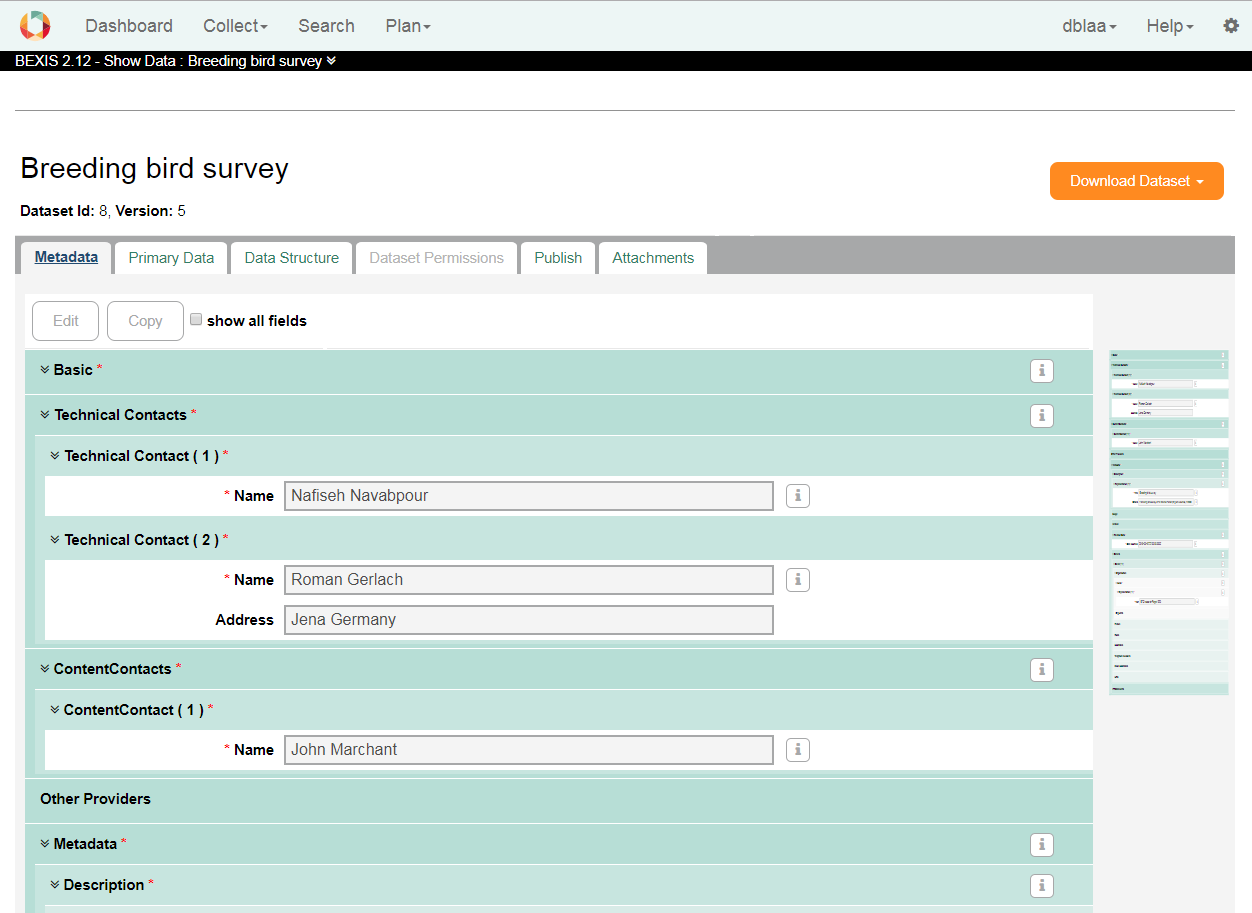 Dashboard Collect Search Plan dblaa Help
BEXIS 2.12 - Show Data : Breeding bird survey
Breeding bird survey
Download Dataset
Dataset Id: 8, Version: 5
Metadata Primary Data Data Structure Dataset Permissions Publish Attachments
Edit Copy show all fields
Basic *
Technical Contacts *
Technical Contact ( 1 ) *
* Name Nafiseh Navabpour
Technical Contact ( 2 ) *
* Name Roman Gerlach
Address Jena Germany
ContentContacts *
ContentContact ( 1 ) *
* Name John Marchant
Other Providers
Metadata *
Description *